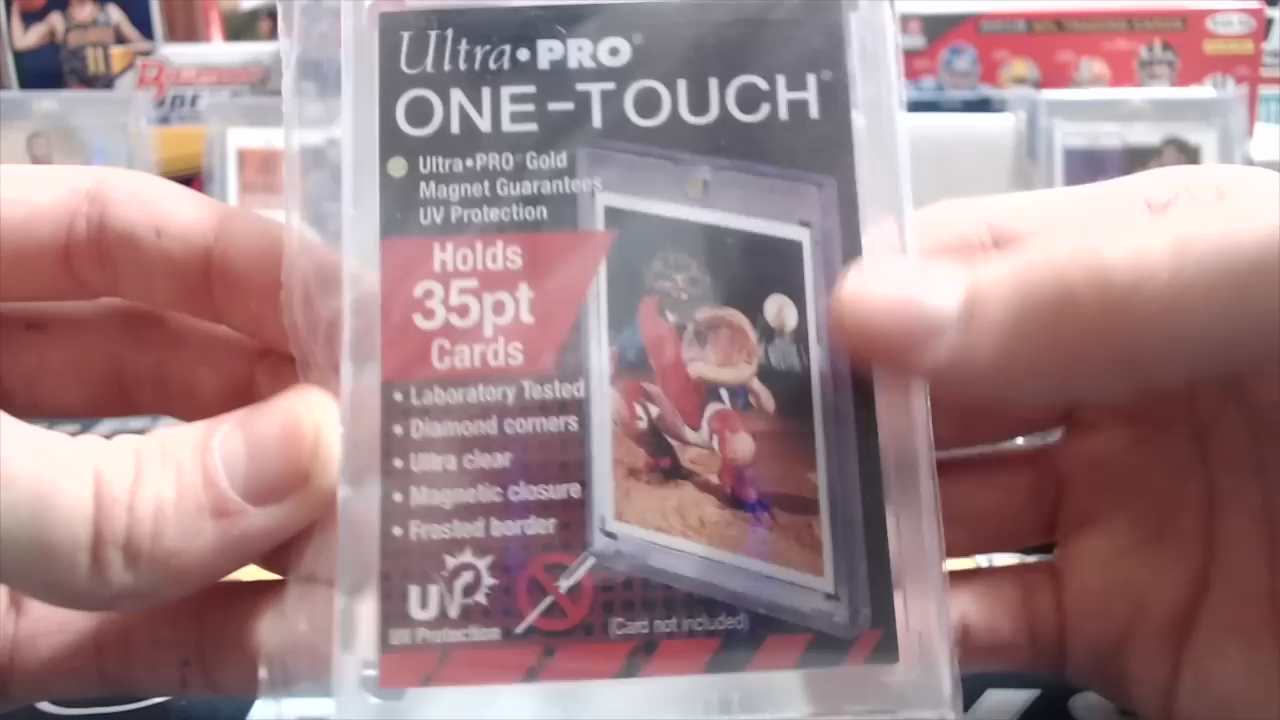 Ultra•PRO®
ONE-TOUCH®
Ultra•PRO® Gold
Magnet Guarantees
UV Protection
Holds
35pt
Cards
• Laboratory Tested
• Diamond corners
• Ultra clear
• Magnetic closure
• Frosted border
UV
UV Protection
(Card not included)
11